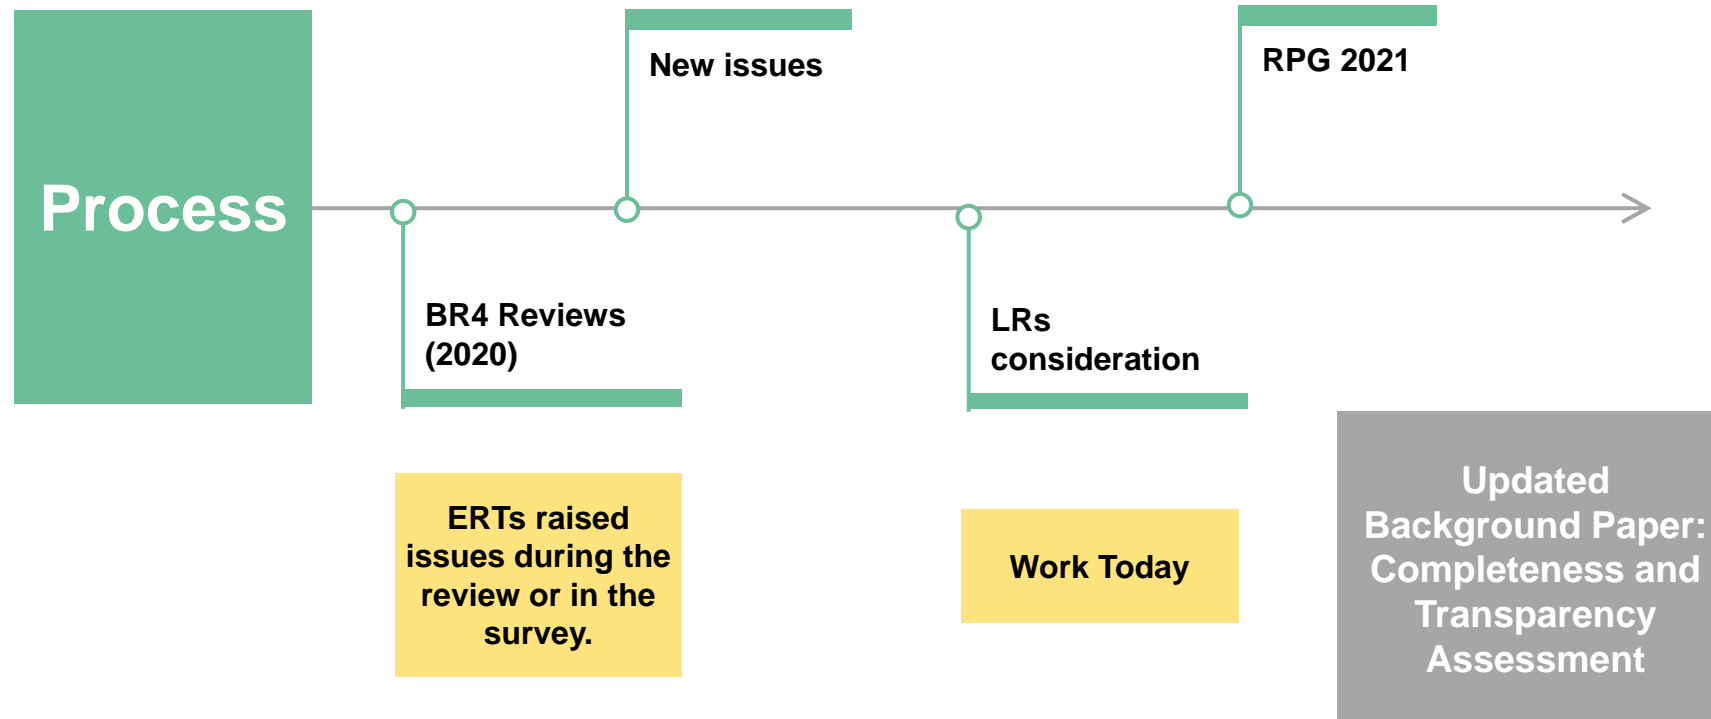 Process
New issues
RPG 2021
BR4 Reviews
(2020)
LRs
consideration
ERTs raised
issues during the
review or in the
survey.
Work Today
Updated
Background Paper:
Completeness and
Transparency
Assessment